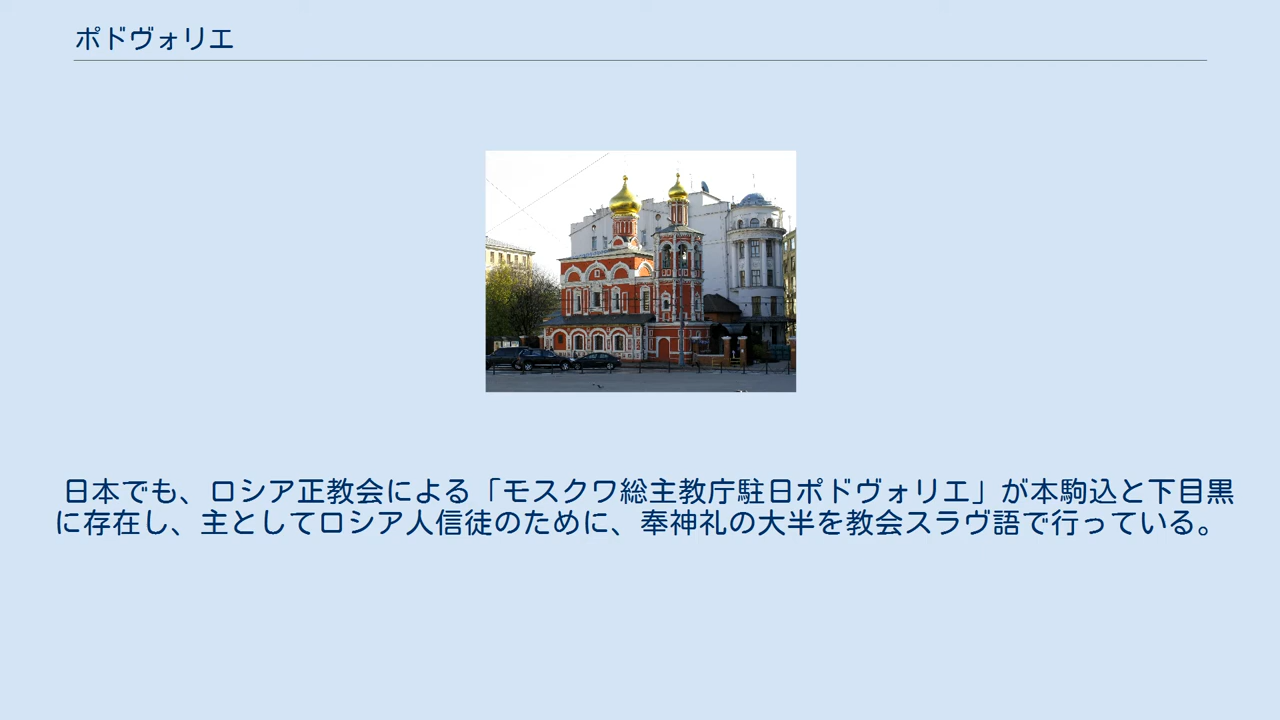 ポドヴォリエ
日本でも、ロシア正教会による「モスクワ総主教庁駐日ポドヴォリエ」が本駒込と下目黒
に存在し、主としてロシア人信徒のために、奉神礼の大半を教会スラヴ語で行っている。